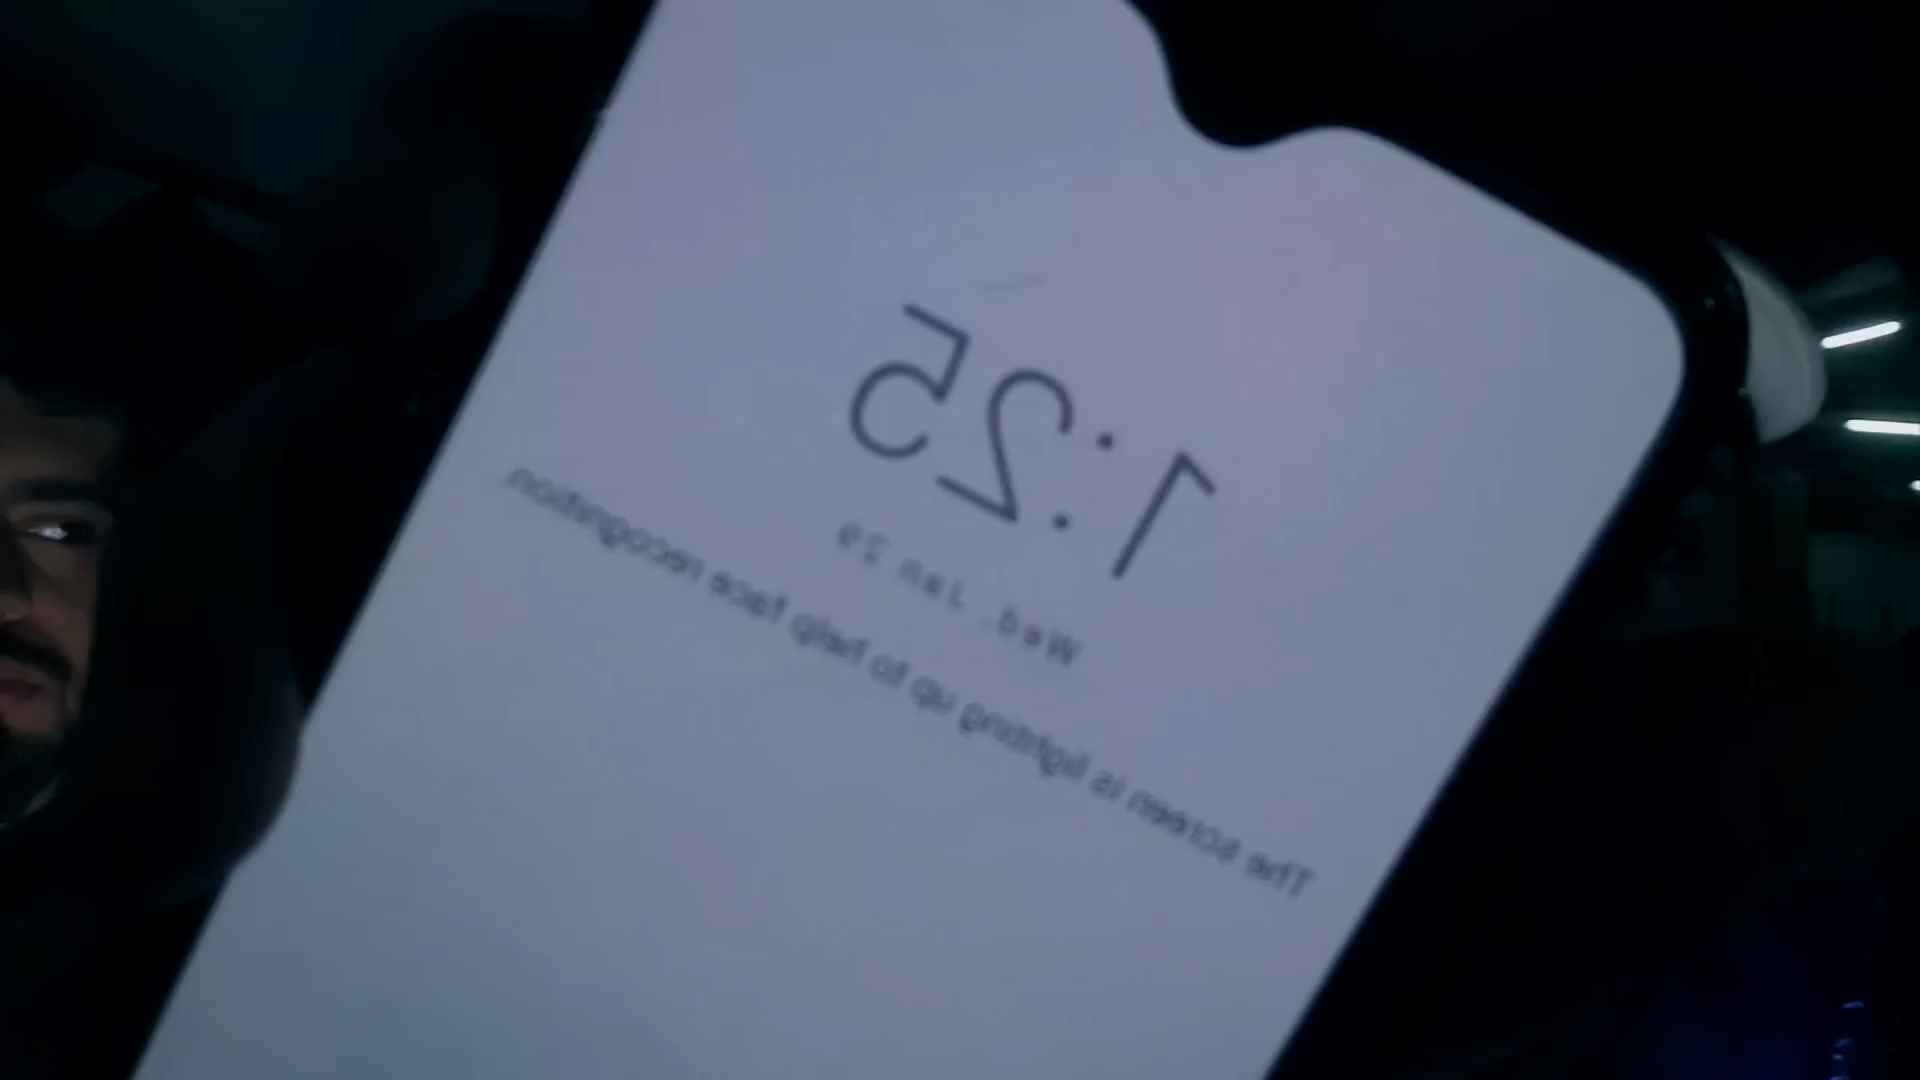 1:25
Wed, Jan 29
The screen is lighting up to help face recognition.